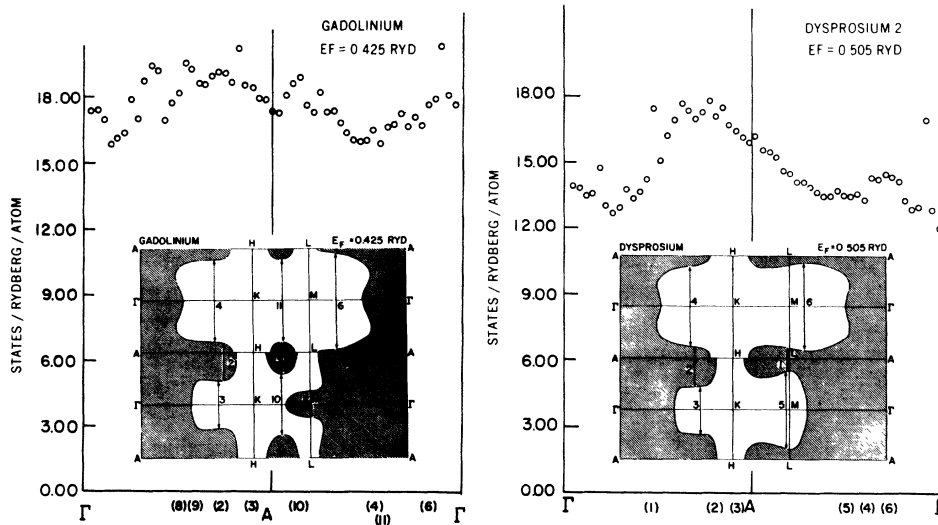 GADOLINIUM
EF = 0.425 RYD
18.00
15.00
12.00
9.00
6.00
3.00
0.00
STATES / RYDBERG / ATOM
GADOLINIUM
H
L
EF = 0.425 RYD
A
A
4
K
11
M
6
Γ
Γ
A
H
L
A
2
3
K
10
Γ
Γ
A
H
L
A
Γ
(8)(9)
(2)
(3)
A
(10)
(4)
(11)
(6)
Γ
DYSPROSIUM 2
EF = 0.505 RYD
18.00
15.00
12.00
9.00
6.00
3.00
0.00
STATES / RYDBERG / ATOM
DYSPROSIUM
H
L
EF = 0.505 RYD
A
A
4
K
M
6
Γ
Γ
A
H
L
A
2
3
K
5
M
Γ
Γ
A
H
L
A
Γ
(1)
(2)
(3)
A
(5)
(4)
(6)
Γ